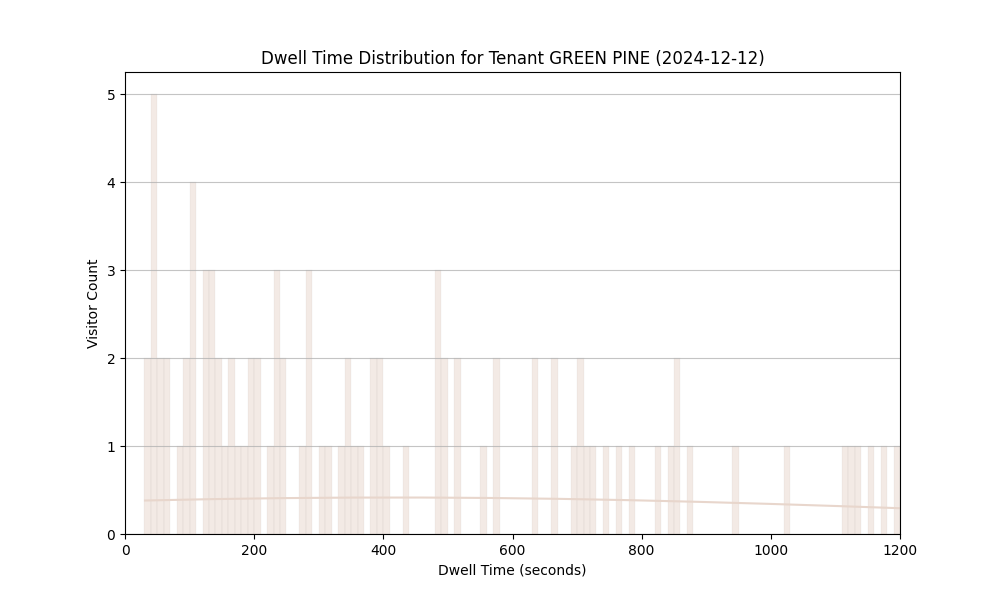 Dwell Time Distribution for Tenant GREEN PINE (2024-12-12)
5
4
3
2
1
0
Visitor Count
0 200 400 600 800 1000 1200
Dwell Time (seconds)